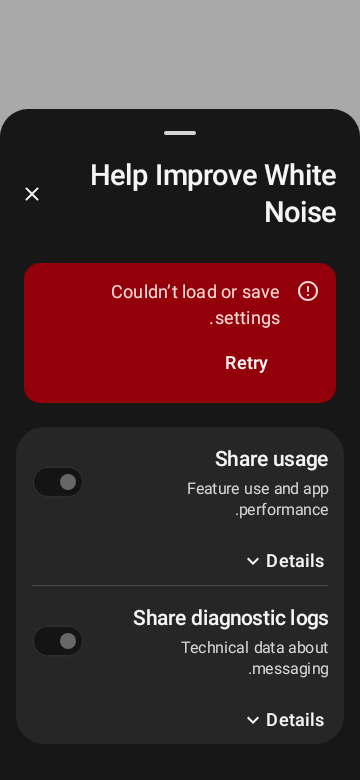 Help Improve White
Noise
Couldn’t load or save
.settings
Retry
Share usage
Feature use and app
.performance
Details
Share diagnostic logs
Technical data about
.messaging
Details